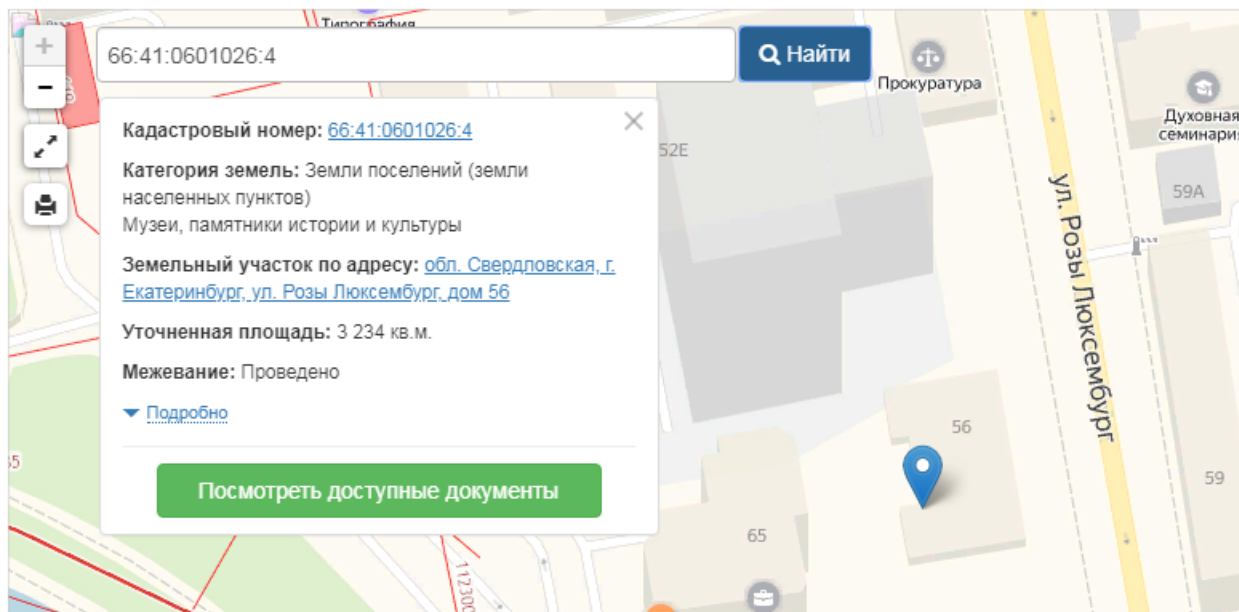 Типография
66:41:0601026:4
Найти
Прокуратура
Духовная
семинария
Кадастровый номер: 66:41:0601026:4
Категория земель: Земли поселений (земли
населенных пунктов)
Музеи, памятники истории и культуры
Земельный участок по адресу: обл. Свердловская, г.
Екатеринбург, ул. Розы Люксембург, дом 56
Уточненная площадь: 3 234 кв.м.
Межевание: Проведено
Подробно
Посмотреть доступные документы
52Е
59А
ул. Розы Люксембург
56
59
65
112300